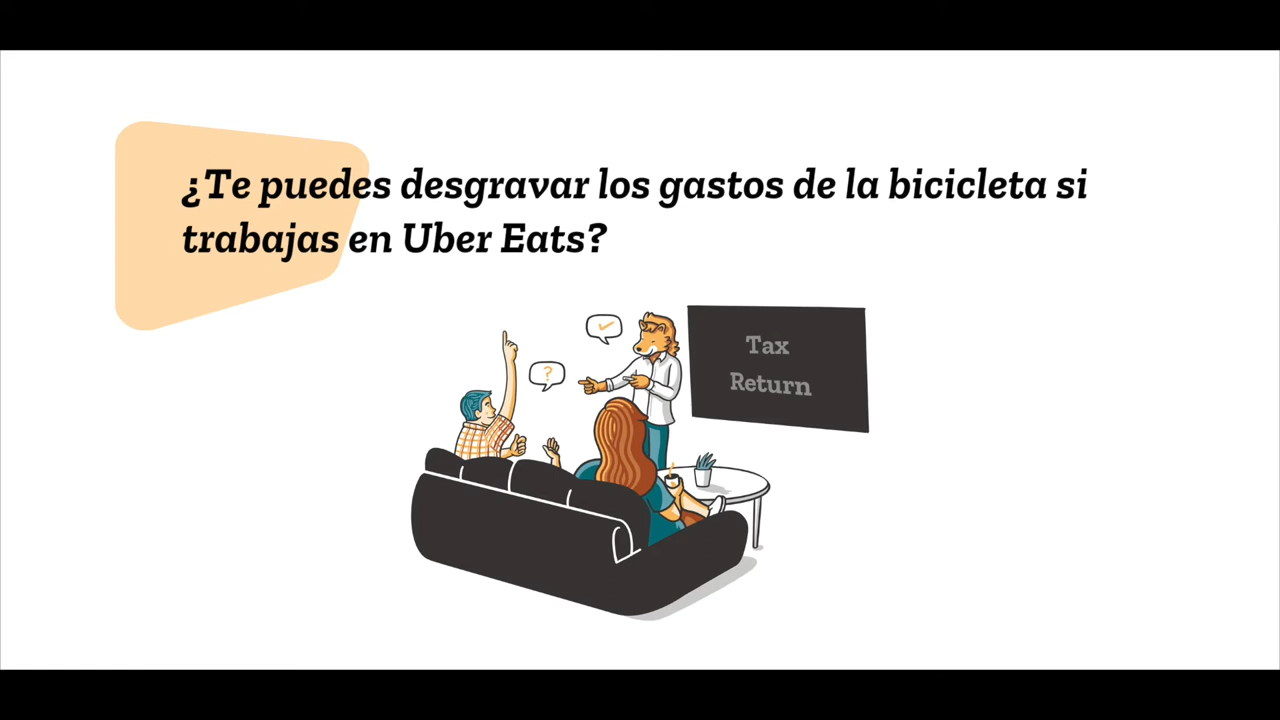 ¿Te puedes desgravar los gastos de la bicicleta si
trabajas en Uber Eats?
?
Tax
Return